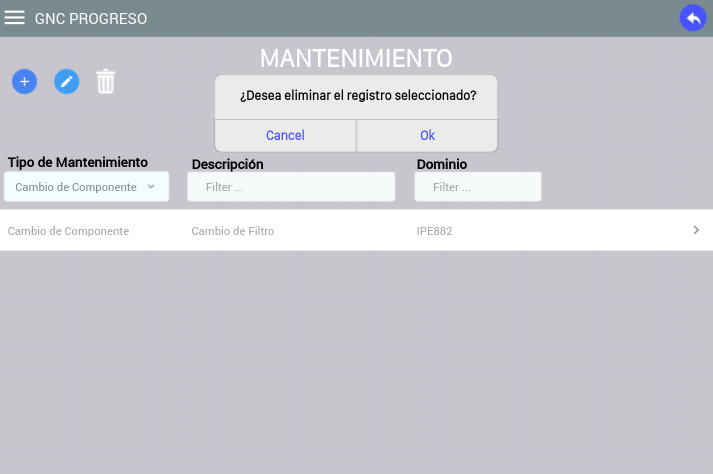 GNC PROGRESO
MANTENIMIENTO
¿Desea eliminar el registro seleccionado?
Cancel Ok
Tipo de Mantenimiento Descripción Dominio
Cambio de Componente Filter ... Filter ...
Cambio de Componente Cambio de Filtro IPE882